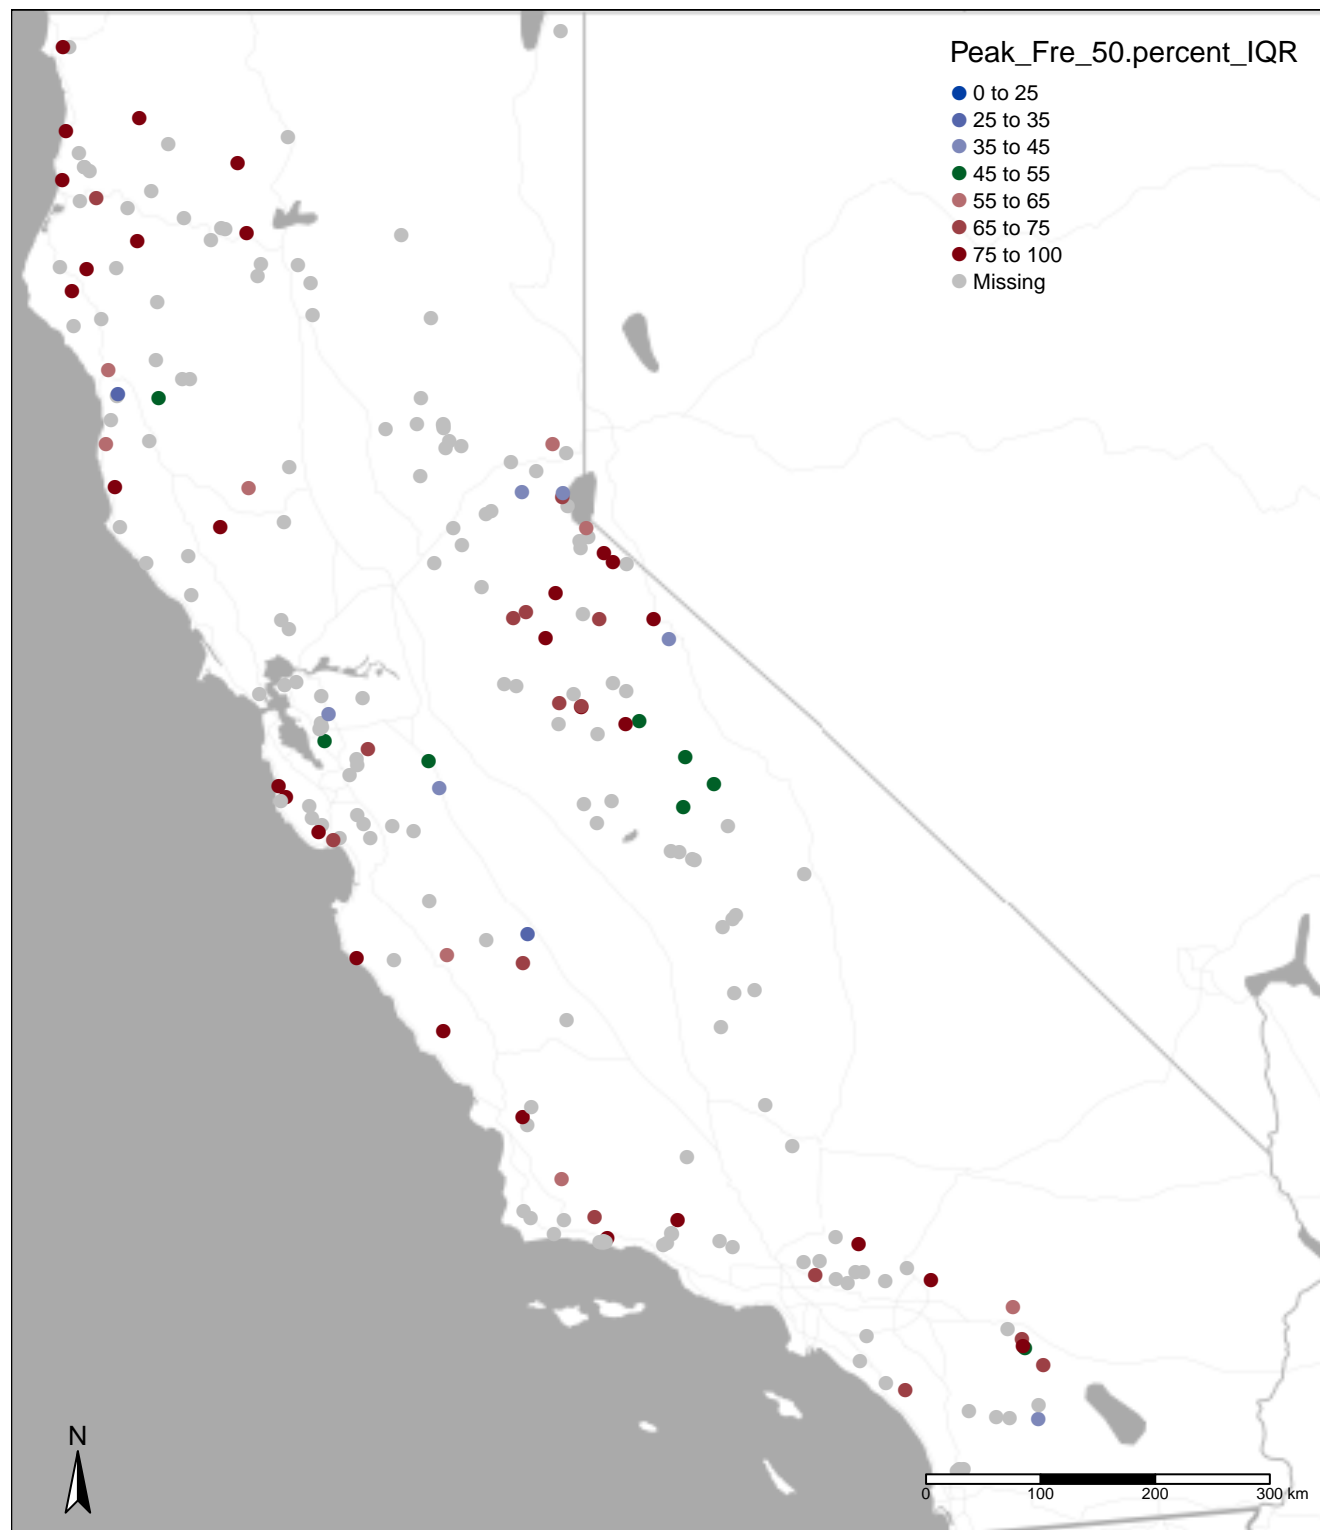 Peak_Fre_50.percent_IQR
0 to 25
25 to 35
35 to 45
45 to 55
55 to 65
65 to 75
75 to 100
Missing
N
0 100 200 300 km